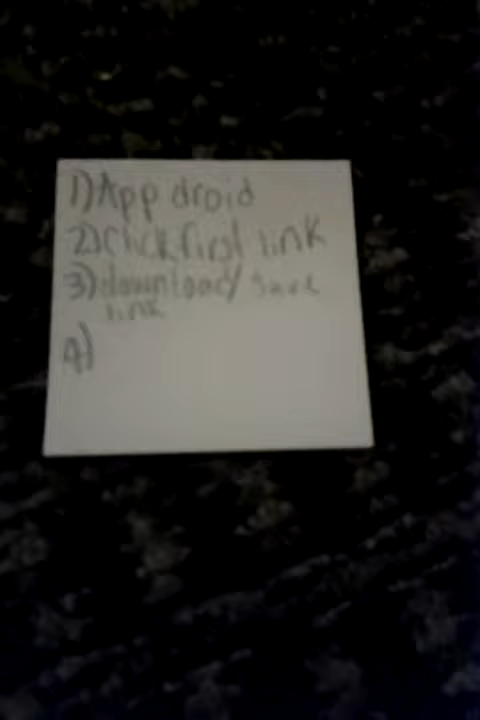 1) App droid
2) click first link
3) download/ save
link
4)